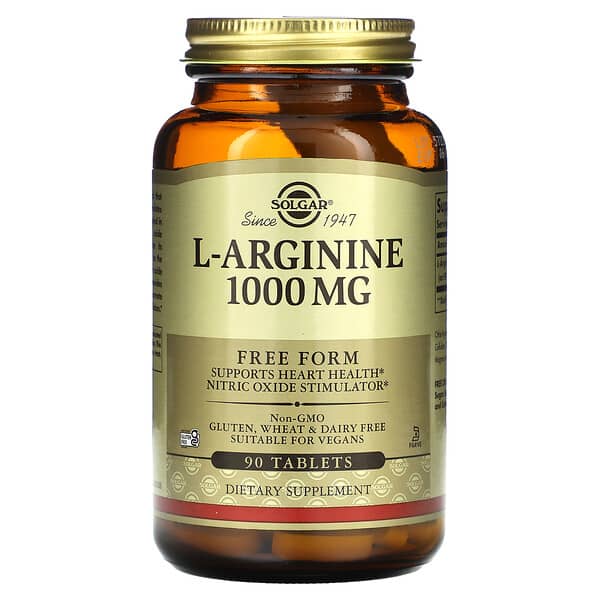 SOLGAR®
Since 1947
L-ARGININE
1000 MG
FREE FORM
SUPPORTS HEART HEALTH*
NITRIC OXIDE STIMULATOR*
Non-GMO
GLUTEN, WHEAT & DAIRY FREE
SUITABLE FOR VEGANS
90 TABLETS
DIETARY SUPPLEMENT